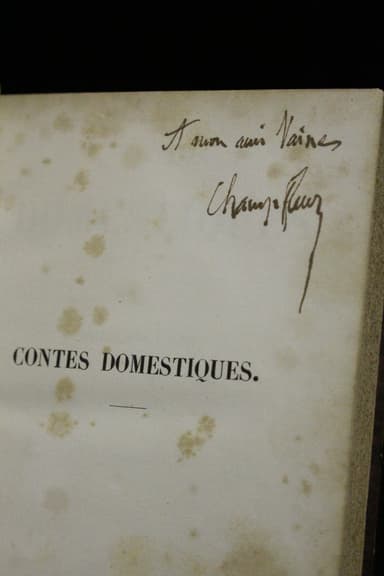 A mon ami Vaines
Champfleury
CONTES DOMESTIQUES.